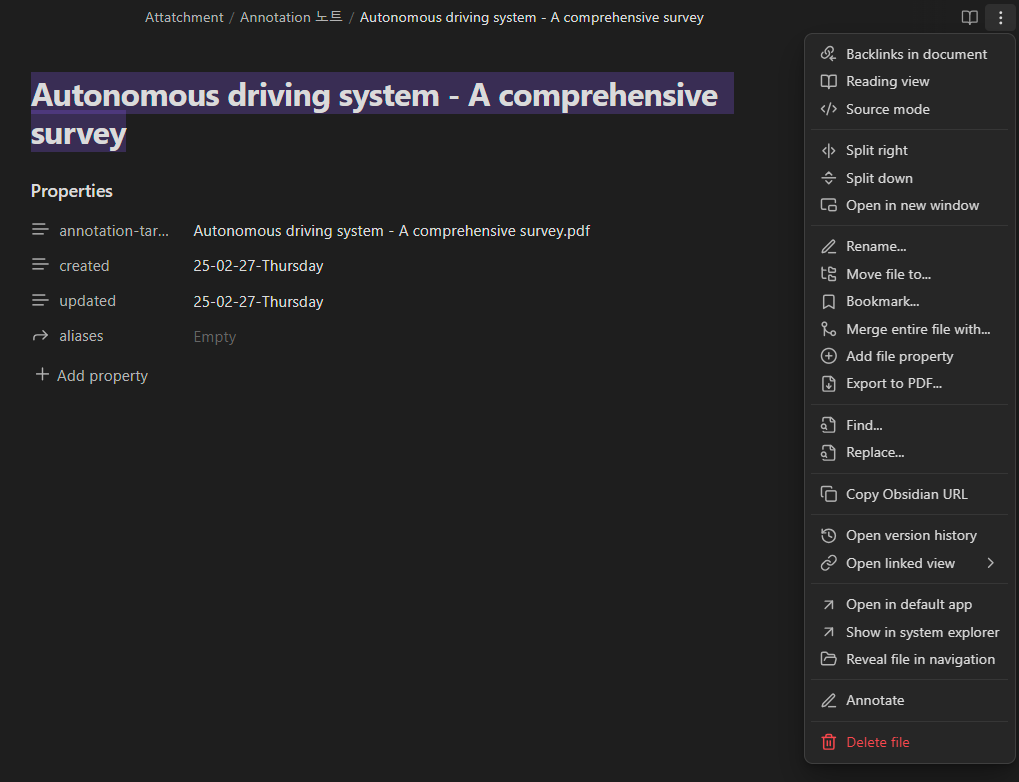 Attatchment / Annotation 노트 / Autonomous driving system - A comprehensive survey
Autonomous driving system - A comprehensive
survey
Properties
annotation-tar... Autonomous driving system - A comprehensive survey.pdf
created 25-02-27-Thursday
updated 25-02-27-Thursday
aliases Empty
Add property
Backlinks in document
Reading view
Source mode
Split right
Split down
Open in new window
Rename...
Move file to...
Bookmark...
Merge entire file with...
Add file property
Export to PDF...
Find...
Replace...
Copy Obsidian URL
Open version history
Open linked view
Open in default app
Show in system explorer
Reveal file in navigation
Annotate
Delete file